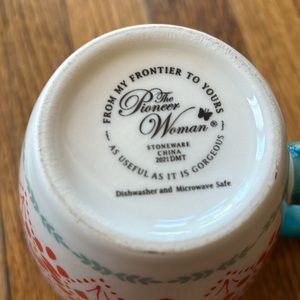 FROM MY FRONTIER TO YOURS
The
Pioneer
Woman®
STONEWARE
CHINA
2021 DMT
AS USEFUL AS IT IS GORGEOUS
Dishwasher and Microwave Safe